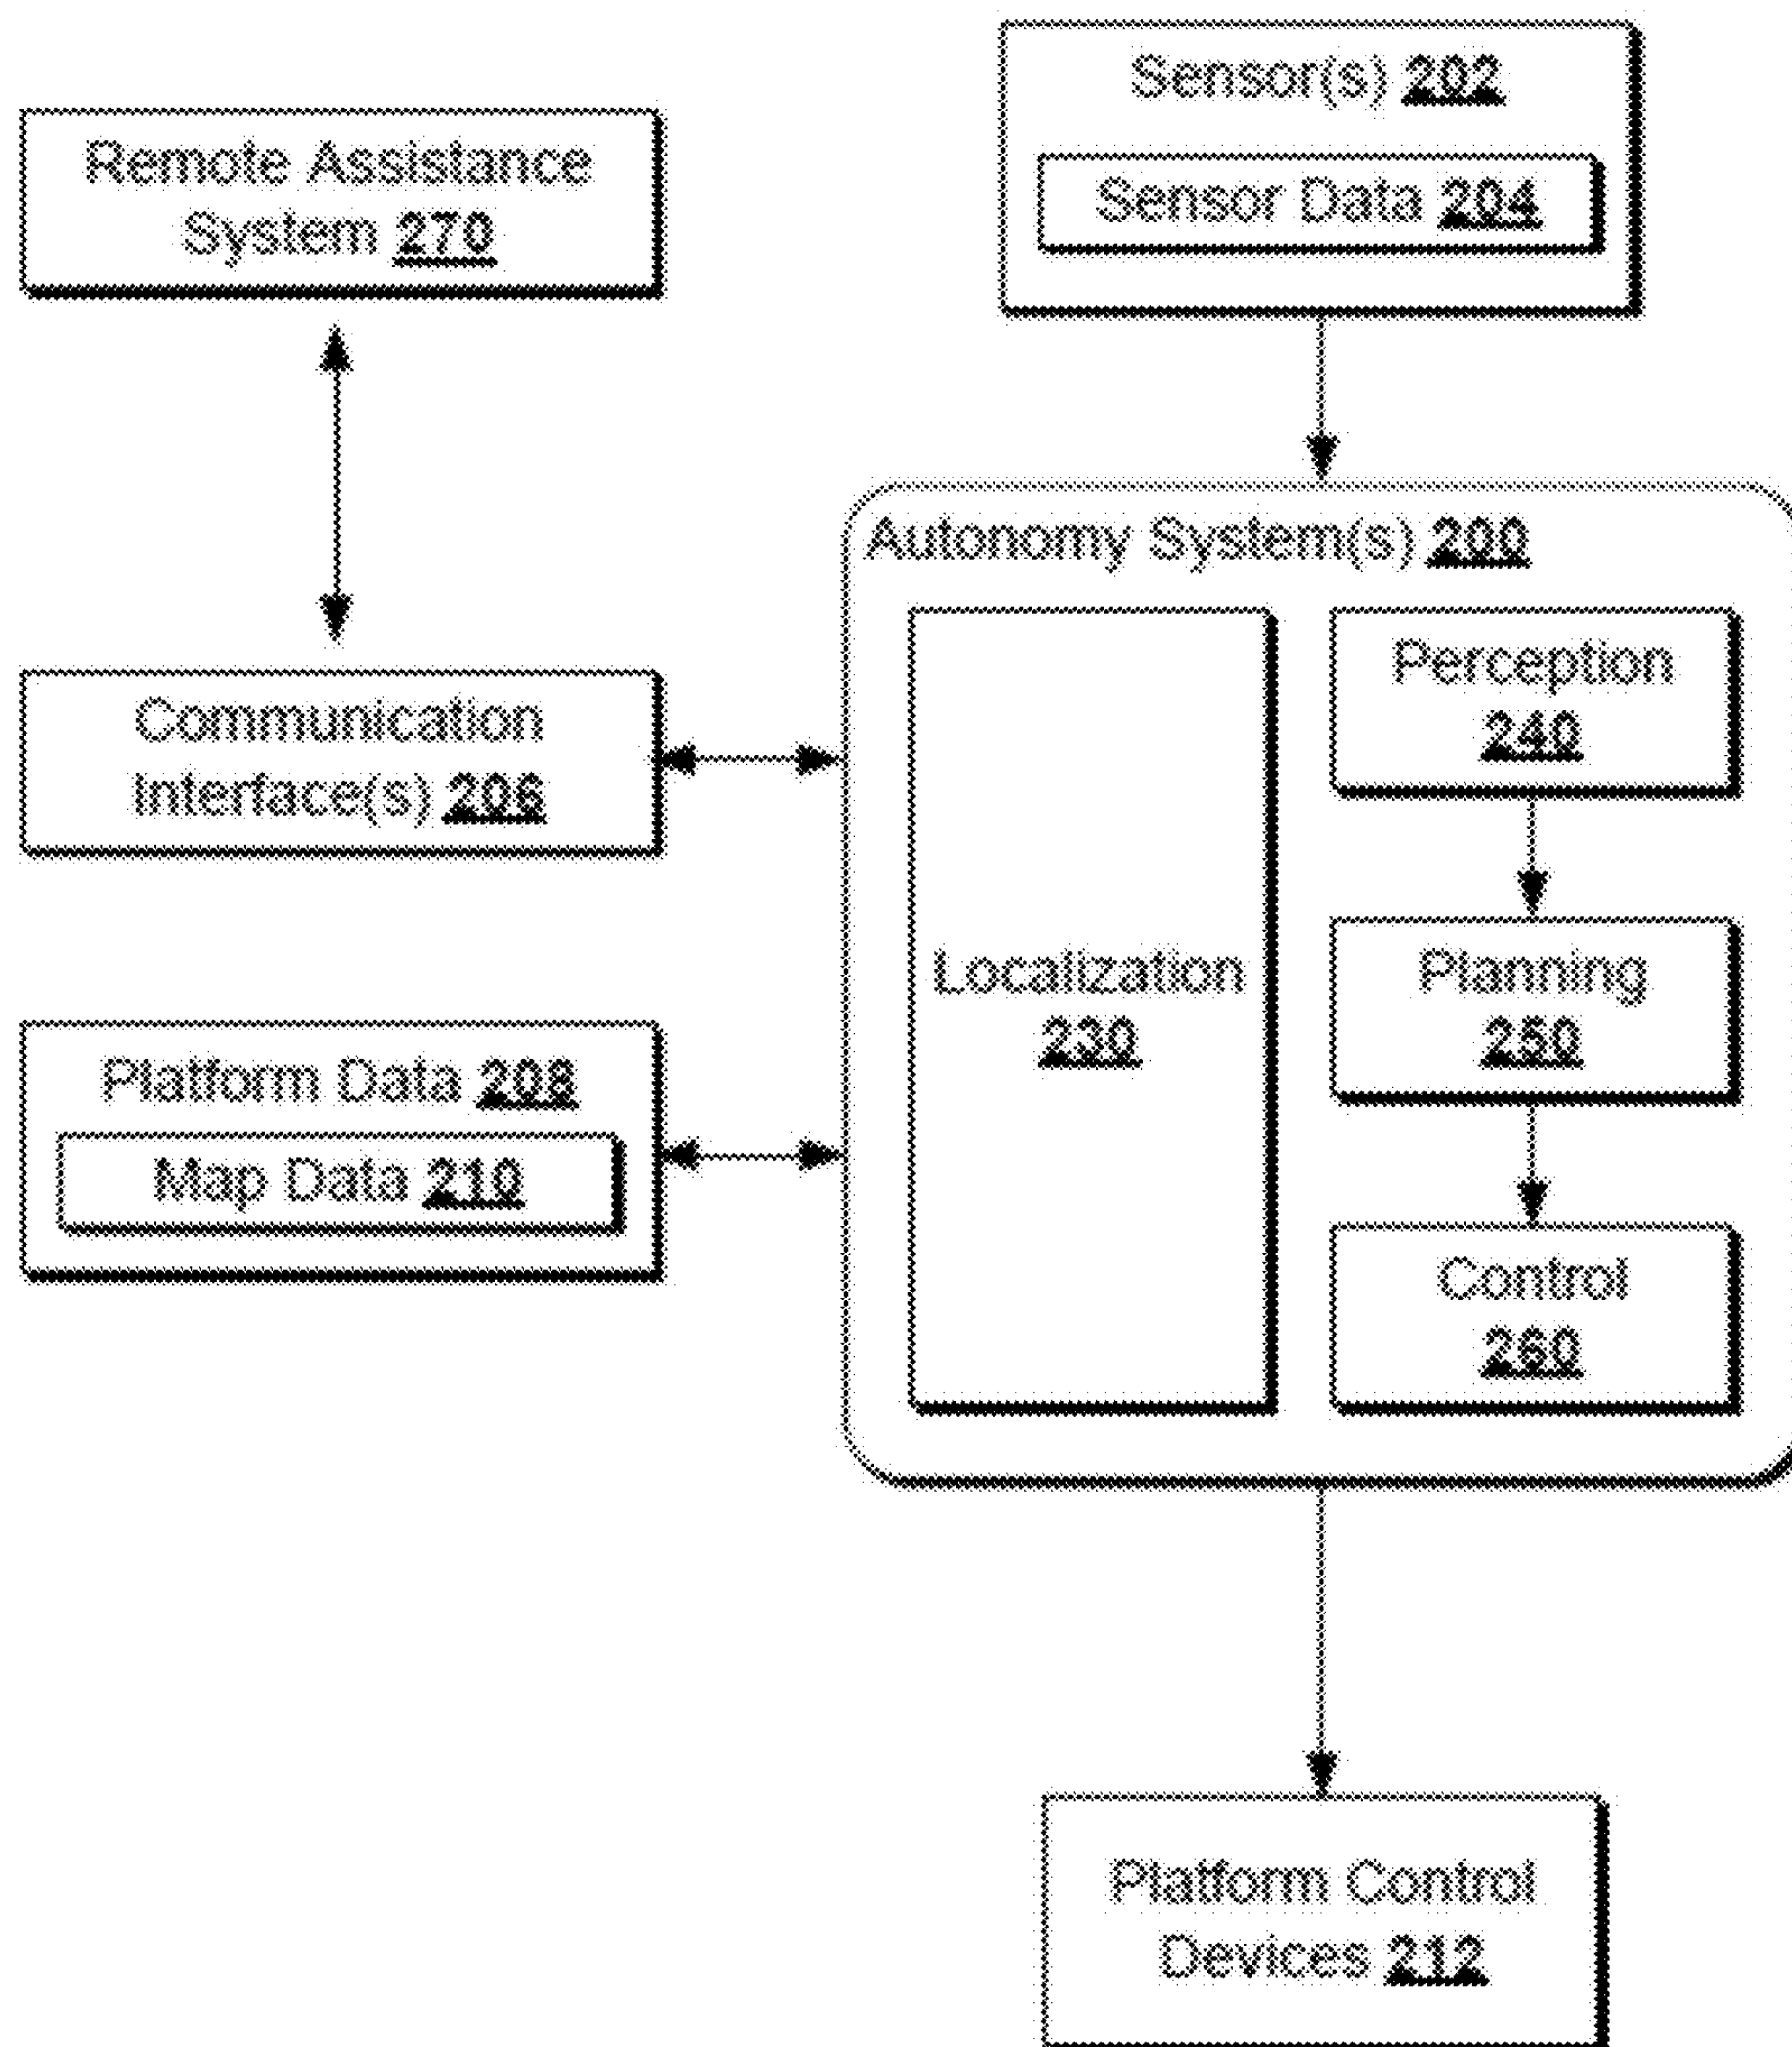 Sensor(s) 202
Sensor Data 204
Remote Assistance
System 270
Autonomy System(s) 200
Perception
240
Communication
Interface(s) 206
Localization
230
Planning
250
Platform Data 208
Map Data 210
Control
260
Platform Control
Devices 212